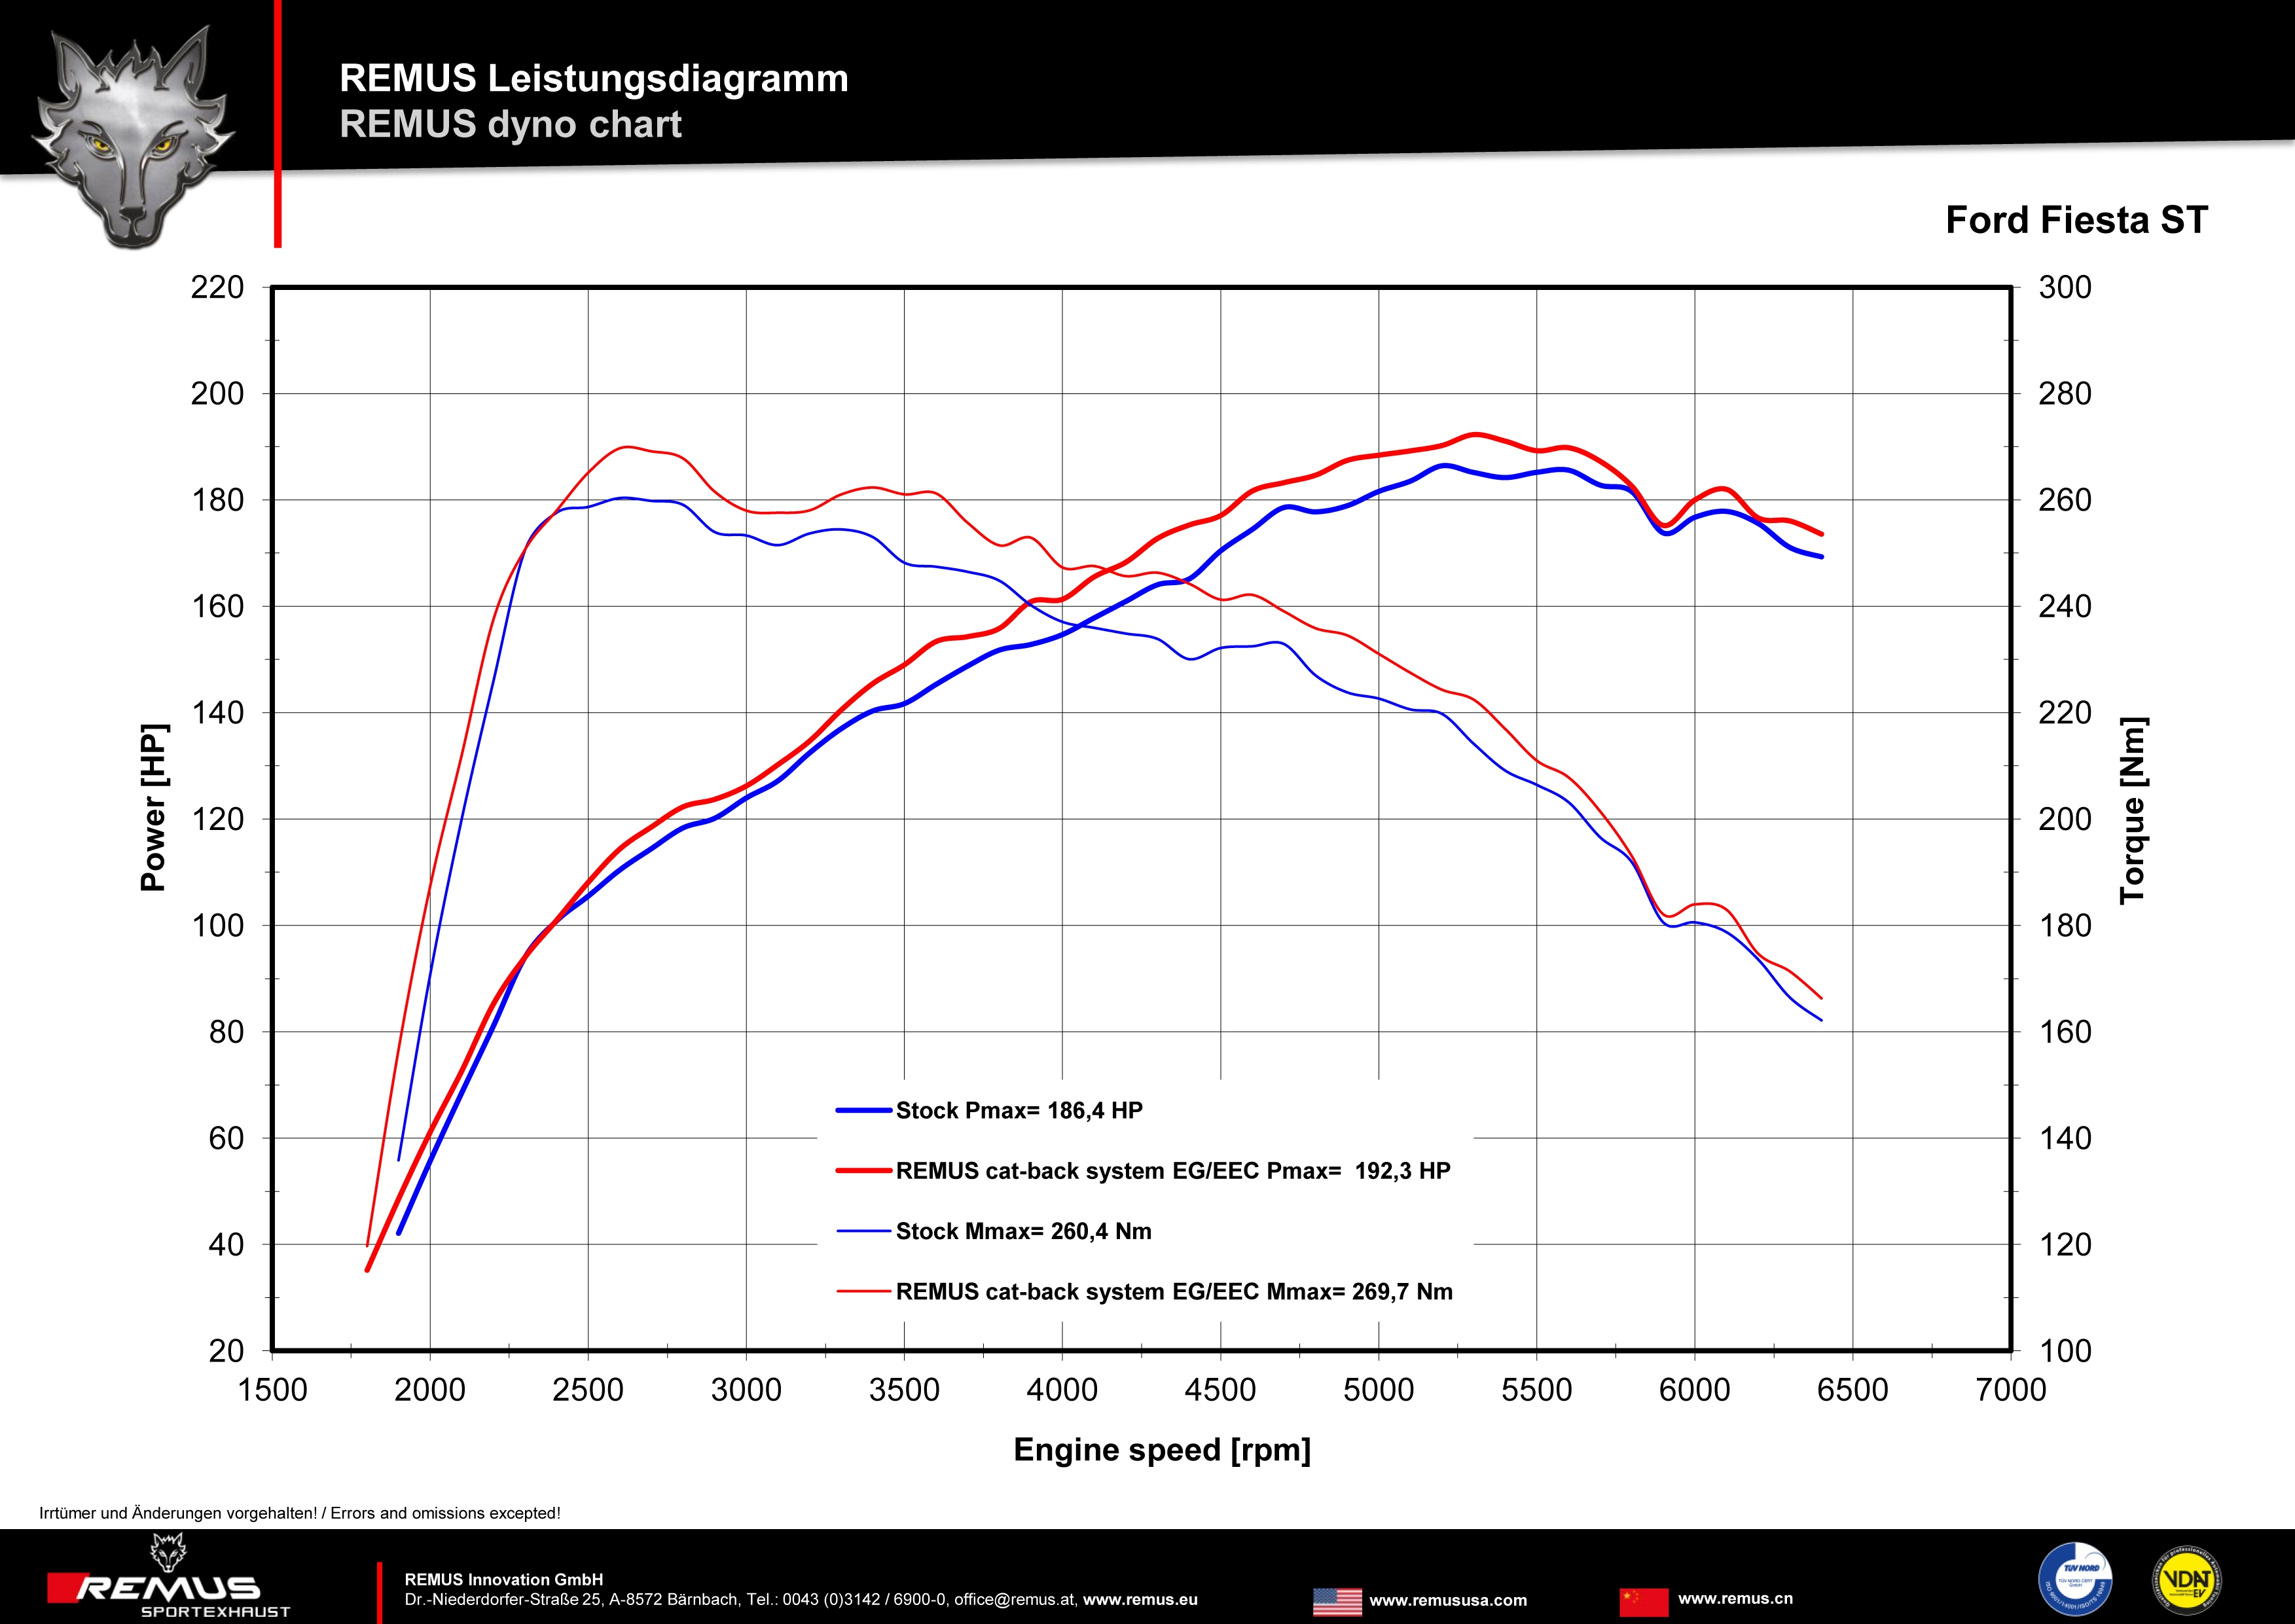 REMUS Leistungsdiagramm
REMUS dyno chart
Ford Fiesta ST
220
200
180
160
140
120
100
80
60
40
20
Power [HP]
300
280
260
240
220
200
180
160
140
120
100
Torque [Nm]
Stock Pmax= 186,4 HP
REMUS cat-back system EG/EEC Pmax=  192,3 HP
Stock Mmax= 260,4 Nm
REMUS cat-back system EG/EEC Mmax= 269,7 Nm
1500 2000 2500 3000 3500 4000 4500 5000 5500 6000 6500 7000
Engine speed [rpm]
Irrtümer und Änderungen vorgehalten! / Errors and omissions excepted!
REMUS
SPORTEXHAUST
REMUS Innovation GmbH
Dr.-Niederdorfer-Straße 25, A-8572 Bärnbach, Tel.: 0043 (0)3142 / 6900-0, office@remus.at, www.remus.eu
www.remususa.com
www.remus.cn
TÜV NORD
TÜV NORD CERT
GmbH
VDAT
EV